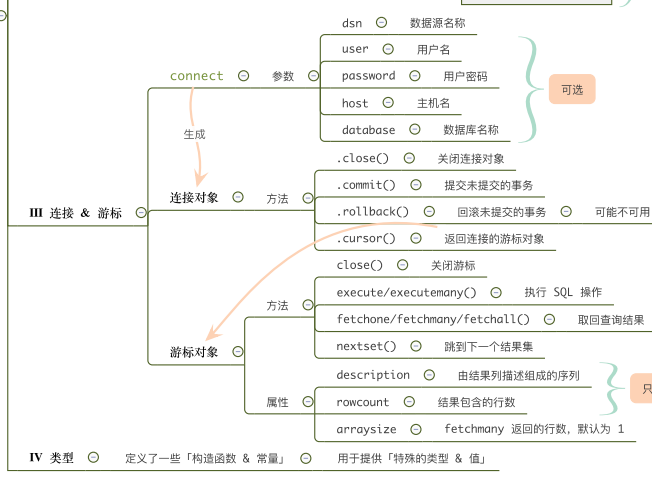 dsn 数据源名称
user 用户名
connect 参数 password 用户密码 可选
host 主机名
生成
database 数据库名称
.close() 关闭连接对象
.commit() 提交未提交的事务
连接对象 方法
III 连接 & 游标 .rollback() 回滚未提交的事务 可能不可用
.cursor() 返回连接的游标对象
close() 关闭游标
execute/executemany() 执行 SQL 操作
方法
fetchone/fetchmany/fetchall() 取回查询结果
nextset() 跳到下一个结果集
游标对象
description 由结果列描述组成的序列
只
属性 rowcount 结果包含的行数
arraysize fetchmany 返回的行数，默认为 1
IV 类型 定义了一些「构造函数 & 常量」 用于提供「特殊的类型 & 值」